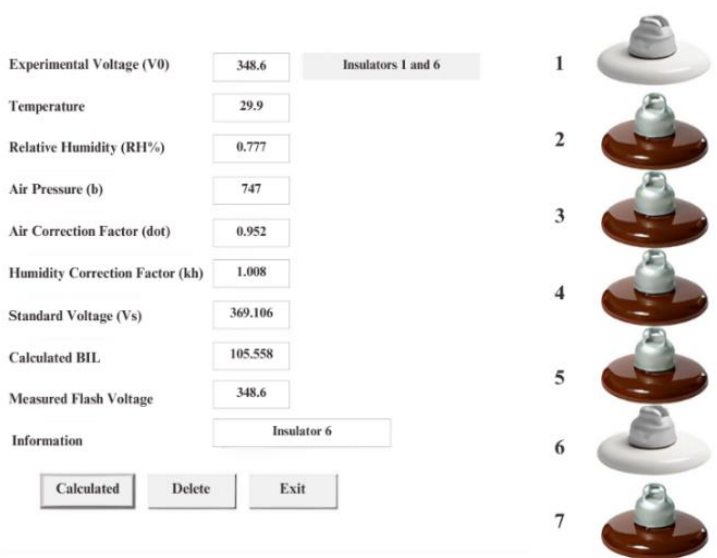 Experimental Voltage (V0) 348.6 Insulators 1 and 6
Temperature 29.9
Relative Humidity (RH%) 0.777
Air Pressure (b) 747
Air Correction Factor (dot) 0.952
Humidity Correction Factor (kh) 1.008
Standard Voltage (Vs) 369.106
Calculated BIL 105.558
Measured Flash Voltage 348.6
Information Insulator 6
Calculated Delete Exit
1
2
3
4
5
6
7